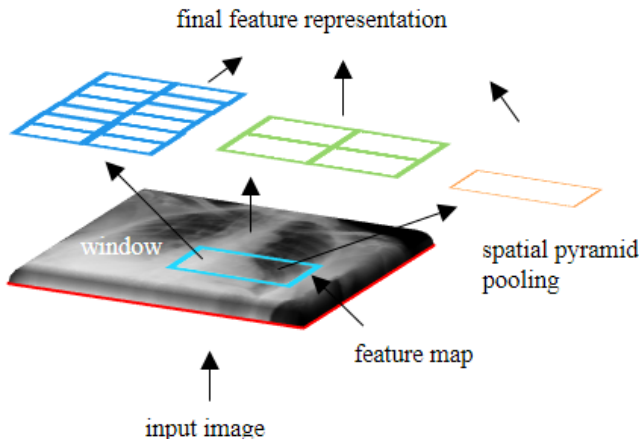 final feature representation
window
spatial pyramid
pooling
feature map
input image